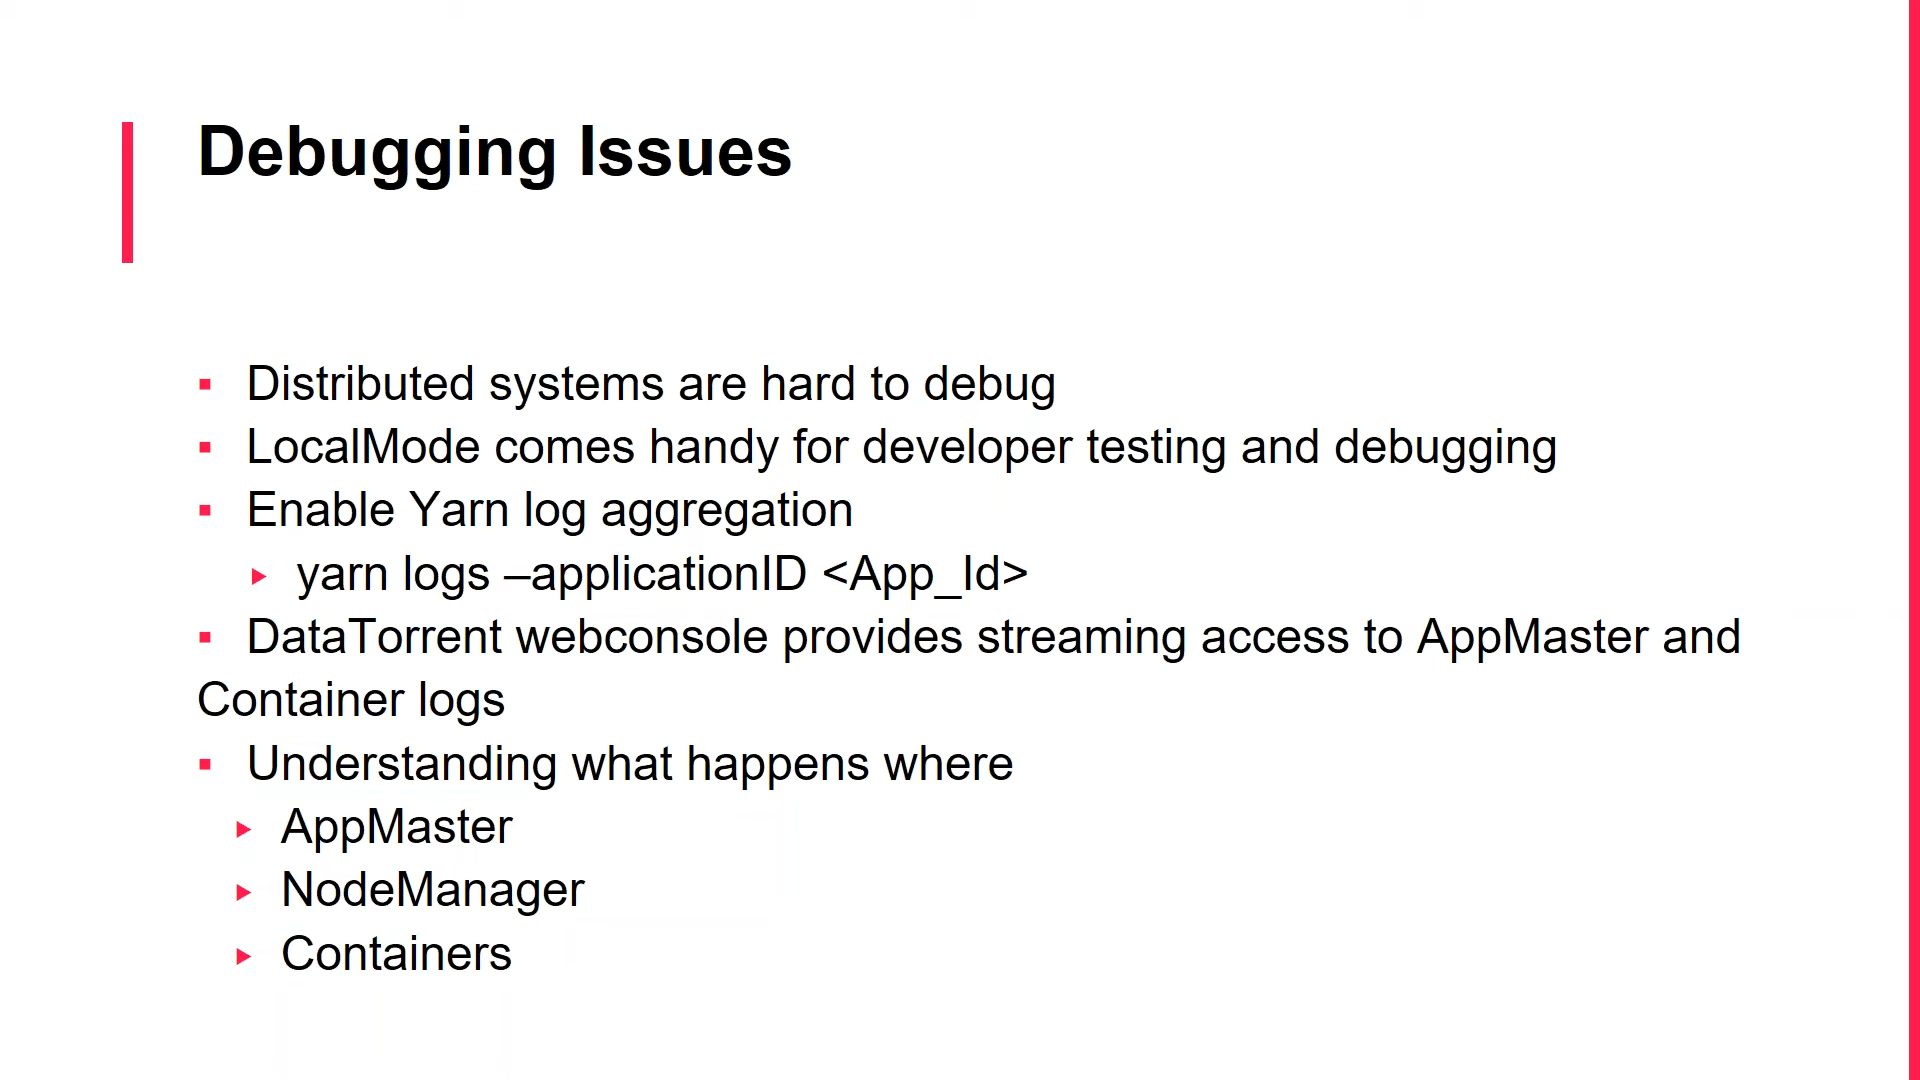 Debugging Issues
▪ Distributed systems are hard to debug
▪ LocalMode comes handy for developer testing and debugging
▪ Enable Yarn log aggregation
▸ yarn logs –applicationID <App_Id>
▪ DataTorrent webconsole provides streaming access to AppMaster and
Container logs
▪ Understanding what happens where
▸ AppMaster
▸ NodeManager
▸ Containers